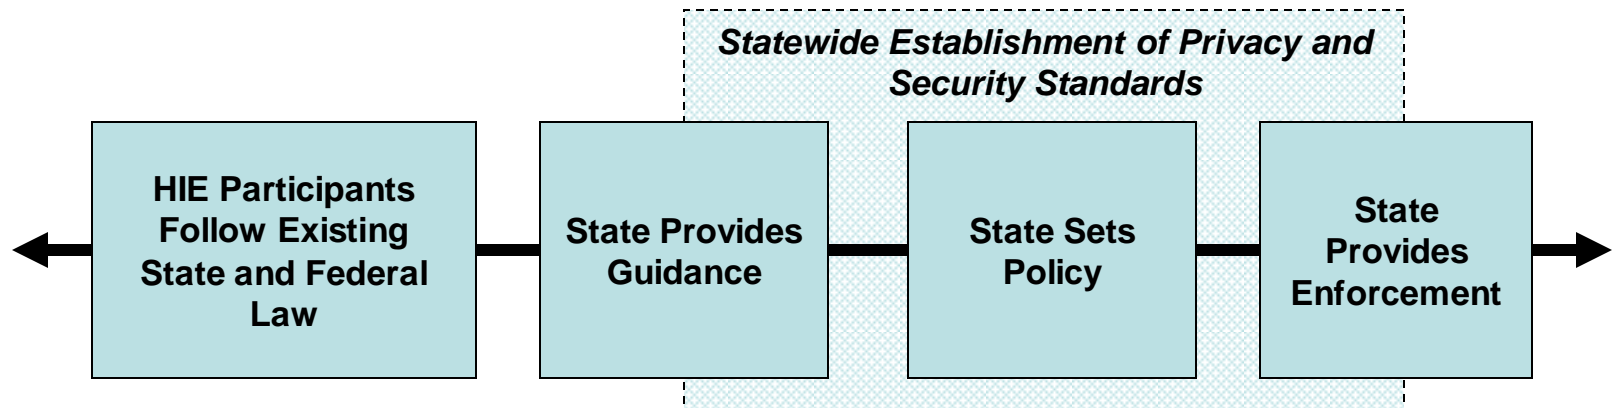 Statewide Establishment of Privacy and
Security Standards
HIE Participants
Follow Existing
State and Federal
Law
State Provides
Guidance
State Sets
Policy
State
Provides
Enforcement